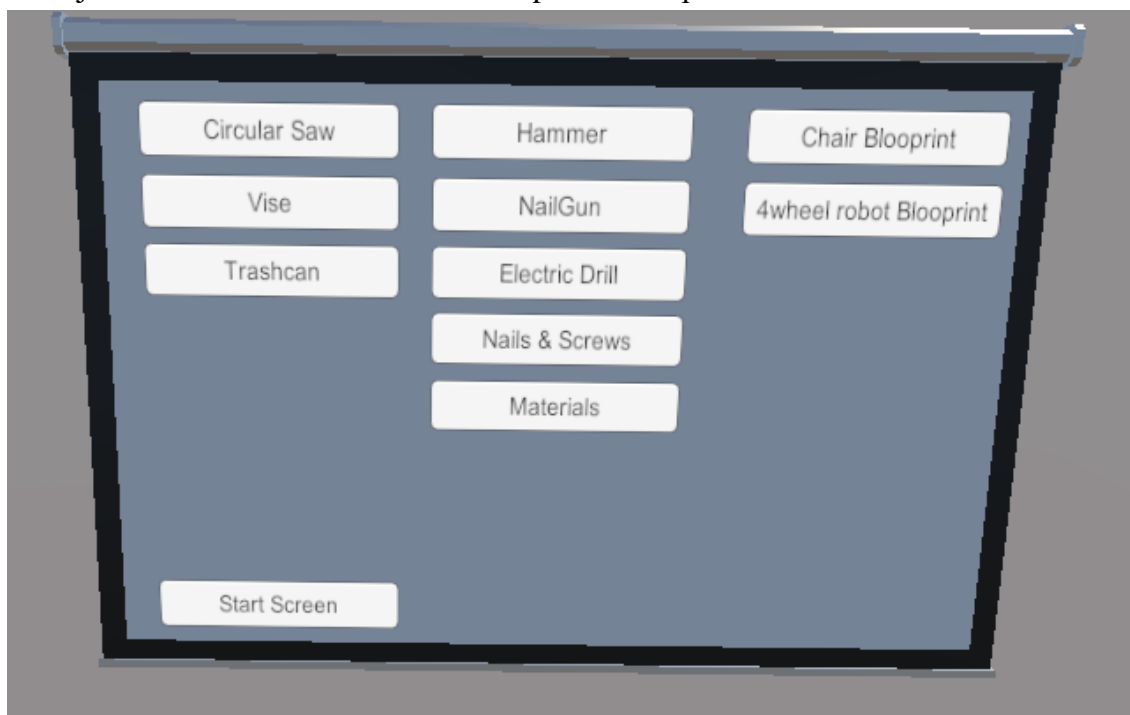 Circular Saw
Hammer
Chair Blooprint
Vise
NailGun
4wheel robot Blooprint
Trashcan
Electric Drill
Nails & Screws
Materials
Start Screen